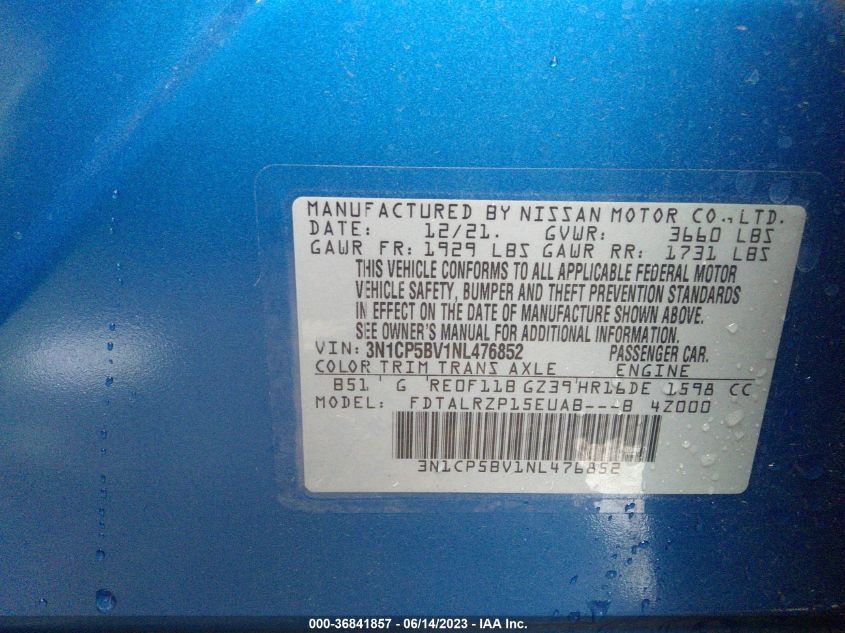 MANUFACTURED BY NISSAN MOTOR CO.,LTD.
DATE: 12/21. GVWR: 3660 LBS
GAWR FR: 1929 LBS GAWR RR: 1731 LBS
THIS VEHICLE CONFORMS TO ALL APPLICABLE FEDERAL MOTOR
VEHICLE SAFETY, BUMPER AND THEFT PREVENTION STANDARDS
IN EFFECT ON THE DATE OF MANUFACTURE SHOWN ABOVE.
SEE OWNER'S MANUAL FOR ADDITIONAL INFORMATION.
VIN: 3N1CP5BV1NL476852 PASSENGER CAR.
COLOR TRIM TRANS AXLE ENGINE
B51 G RE0F11B GZ39 HR16DE 1598 CC
MODEL: FDTALRZP15EUAB---B 4Z000
3N1CP5BV1NL476852
000-36841857 - 06/14/2023 - IAA Inc.